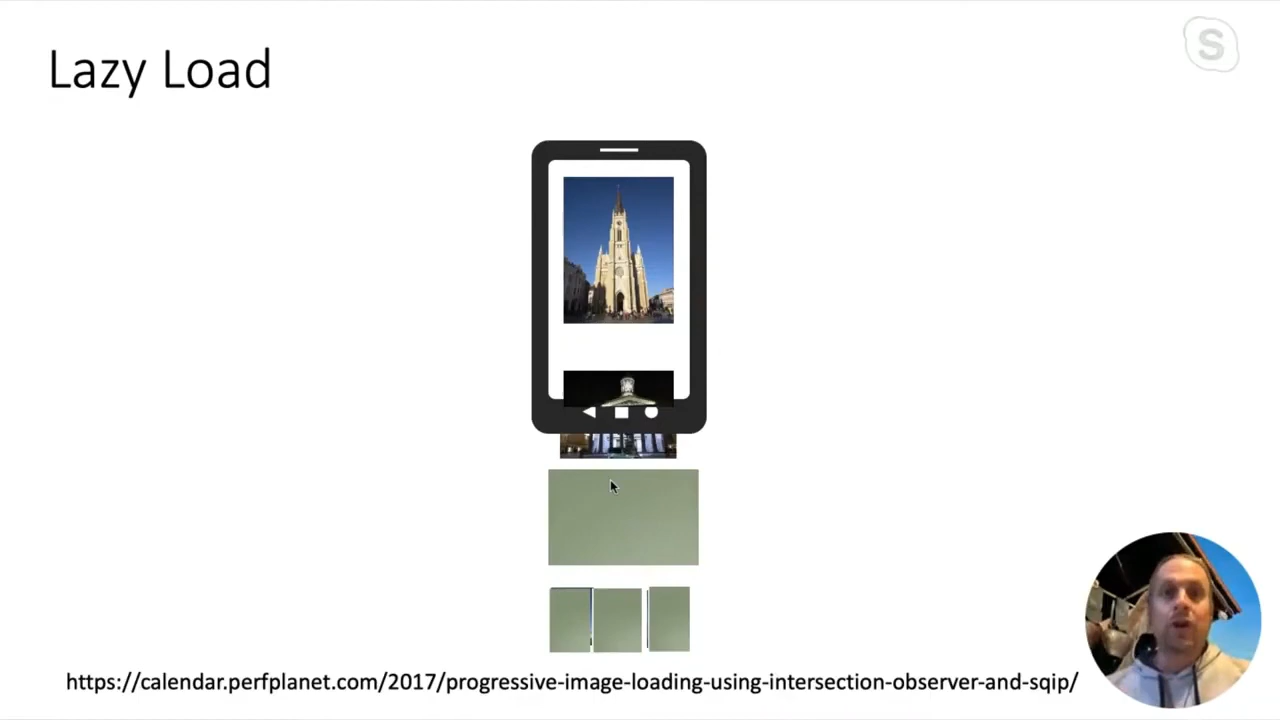 Lazy Load
S
https://calendar.perfplanet.com/2017/progressive-image-loading-using-intersection-observer-and-sqip/